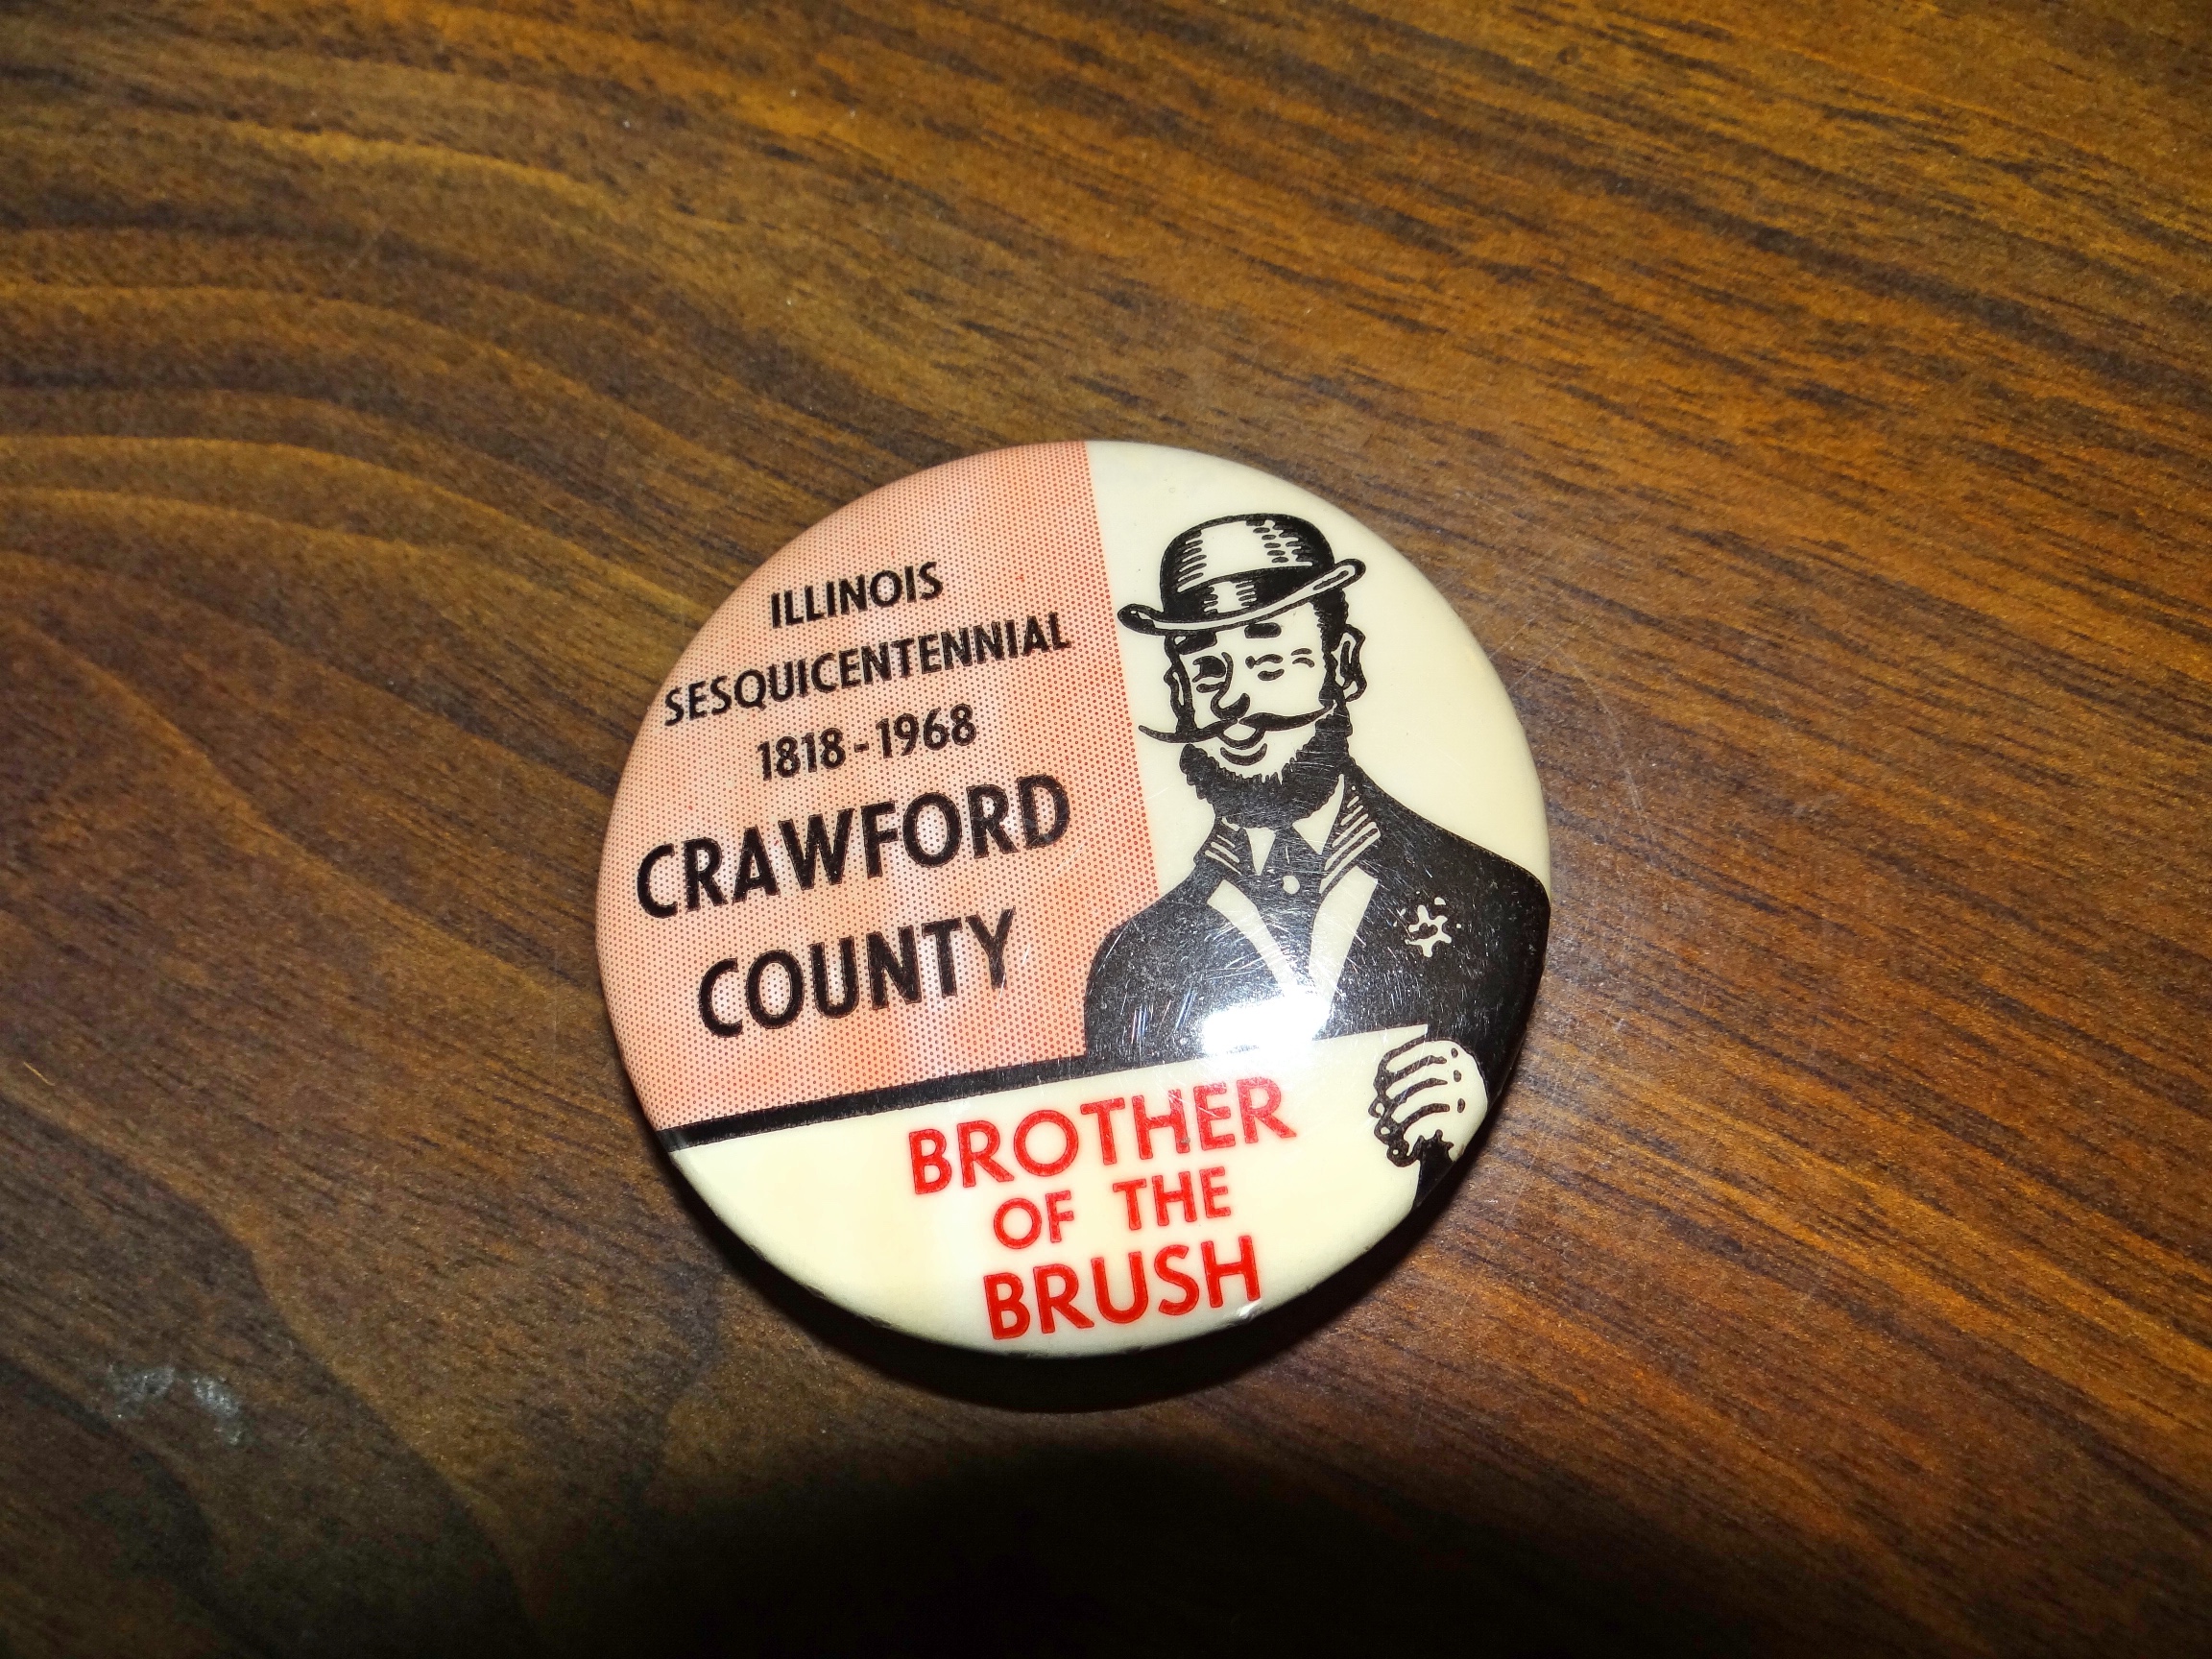 ILLINOIS
SESQUICENTENNIAL
1818-1968
CRAWFORD
COUNTY
BROTHER
OF THE
BRUSH